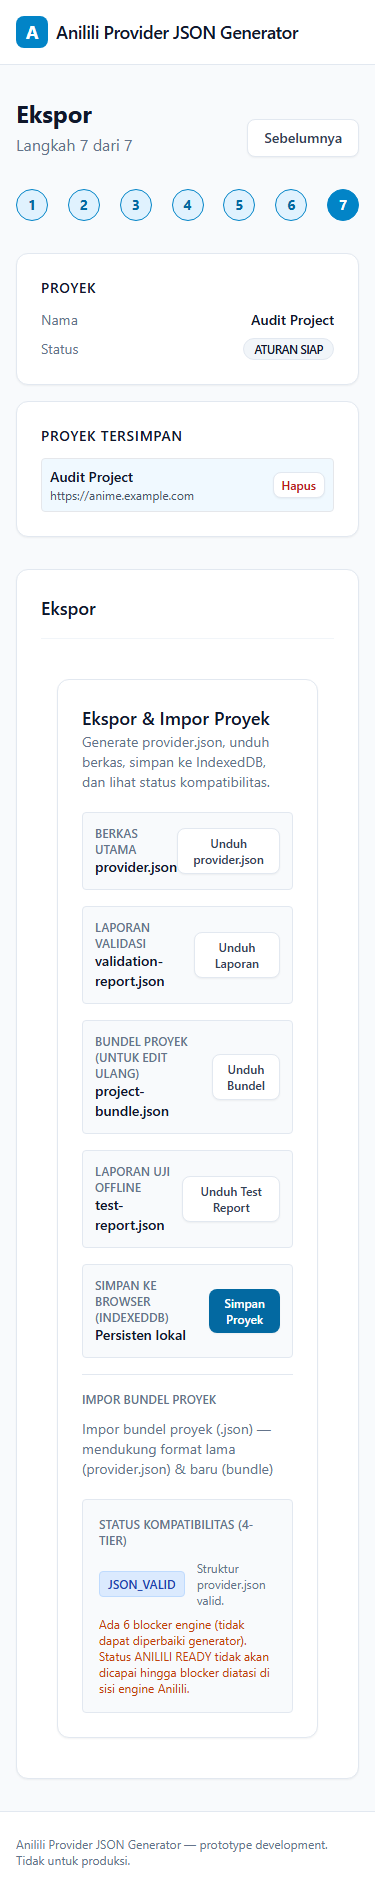 A Anilili Provider JSON Generator
Ekspor
Langkah 7 dari 7
Sebelumnya
1 2 3 4 5 6 7
PROYEK
Nama Audit Project
Status ATURAN SIAP
PROYEK TERSIMPAN
Audit Project
https://anime.example.com
Hapus
Ekspor
Ekspor & Impor Proyek
Generate provider.json, unduh
berkas, simpan ke IndexedDB,
dan lihat status kompatibilitas.
BERKAS
UTAMA
provider.json
Unduh
provider.json
LAPORAN
VALIDASI
validation-
report.json
Unduh
Laporan
BUNDEL PROYEK
(UNTUK EDIT
ULANG)
project-
bundle.json
Unduh
Bundel
LAPORAN UJI
OFFLINE
test-
report.json
Unduh Test
Report
SIMPAN KE
BROWSER
(INDEXEDDB)
Persisten lokal
Simpan
Proyek
IMPOR BUNDEL PROYEK
Impor bundel proyek (.json) —
mendukung format lama
(provider.json) & baru (bundle)
STATUS KOMPATIBILITAS (4-
TIER)
JSON_VALID
Struktur
provider.json
valid.
Ada 6 blocker engine (tidak
dapat diperbaiki generator).
Status ANILILI READY tidak akan
dicapai hingga blocker diatasi di
sisi engine Anilili.
Anilili Provider JSON Generator — prototype development.
Tidak untuk produksi.